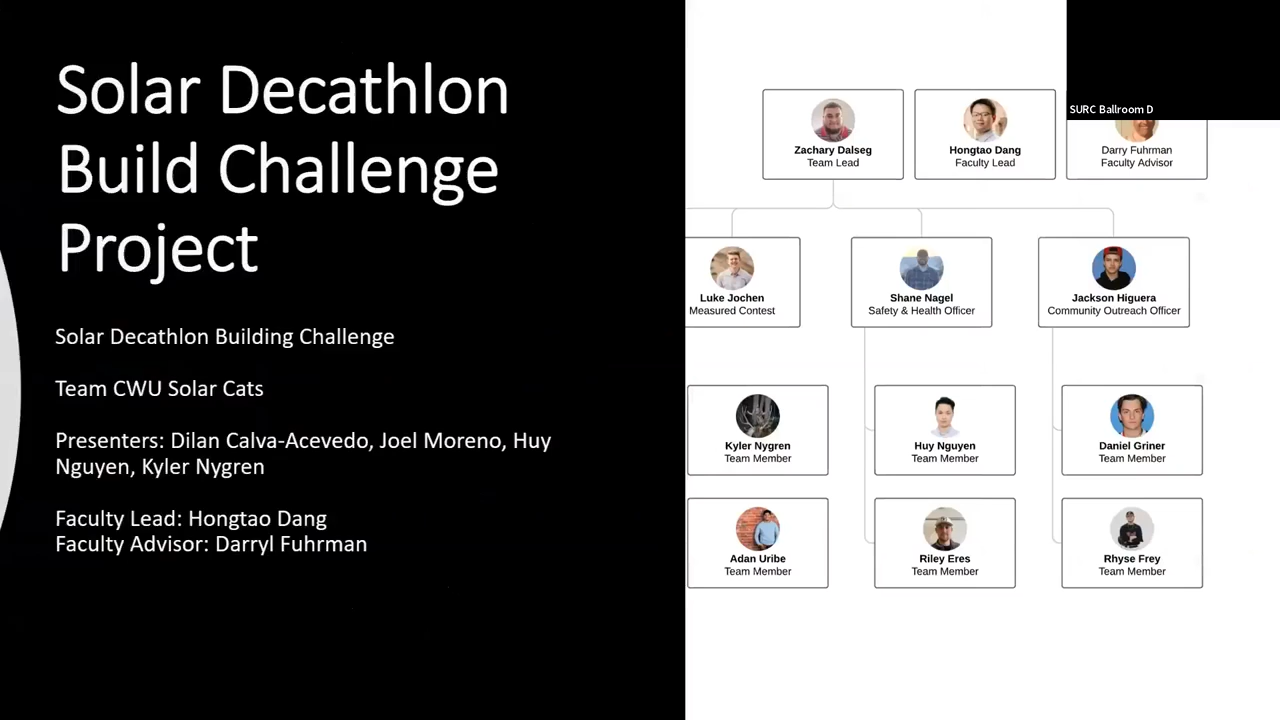 Solar Decathlon
Build Challenge
Project
Solar Decathlon Building Challenge
Team CWU Solar Cats
Presenters: Dilan Calva-Acevedo, Joel Moreno, Huy
Nguyen, Kyler Nygren
Faculty Lead: Hongtao Dang
Faculty Advisor: Darryl Fuhrman
SURC Ballroom D
Zachary Dalseg
Team Lead
Hongtao Dang
Faculty Lead
Darry Fuhrman
Faculty Advisor
Luke Jochen
Measured Contest
Shane Nagel
Safety & Health Officer
Jackson Higuera
Community Outreach Officer
Kyler Nygren
Team Member
Huy Nguyen
Team Member
Daniel Griner
Team Member
Adan Uribe
Team Member
Riley Eres
Team Member
Rhyse Frey
Team Member